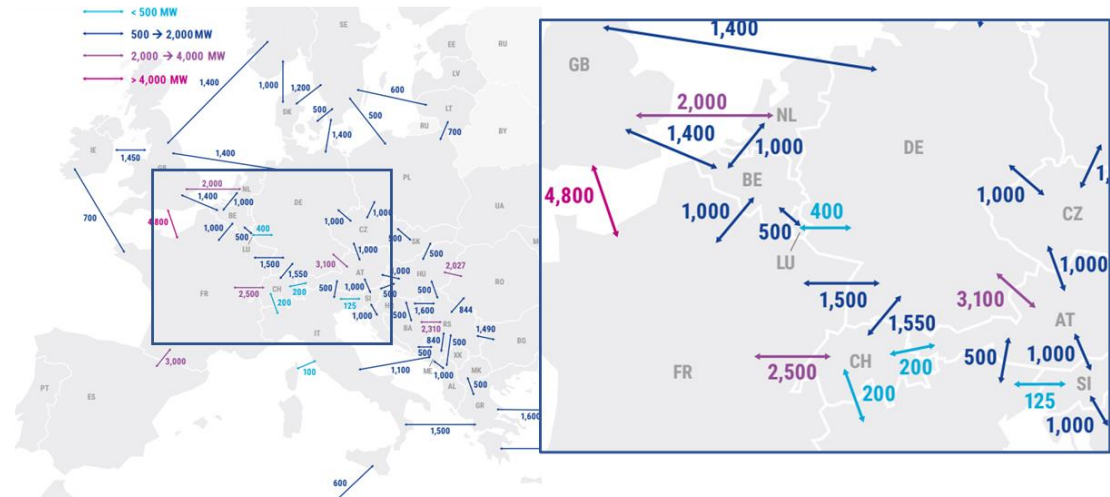 < 500 MW
500 → 2,000 MW
2,000 → 4,000 MW
> 4,000 MW
SE
EE
RU
LV
1,400
1,000
1,200
600
DK
500
500
LT
RU
700
BY
IE
1,450
1,400
GB
1,400
PL
2,000
NL
DE
1,400
1,000
BE
1,000
UA
700
4,800
1,000
500
400
1,000
CZ
LU
500
SK
500
1,000
1,500
3,100
AT
1,550
2,027
1,000
HU
FR
2,500
CH
200
500
1,000
500
RO
200
125
SI
1,600
844
1,000
500
IT
BA
2,310
RS
1,490
3,000
840
500
500
XK
BG
100
1,100
ME
1,000
MK
PT
ES
AL
500
GR
1,600
1,500
600
1,400
GB
2,000
NL
1,400
1,000
DE
BE
4,800
1,000
400
500
LU
1,000
CZ
1,000
1,500
3,100
1,550
AT
FR
2,500
CH
200
500
1,000
200
125
SI
1,000